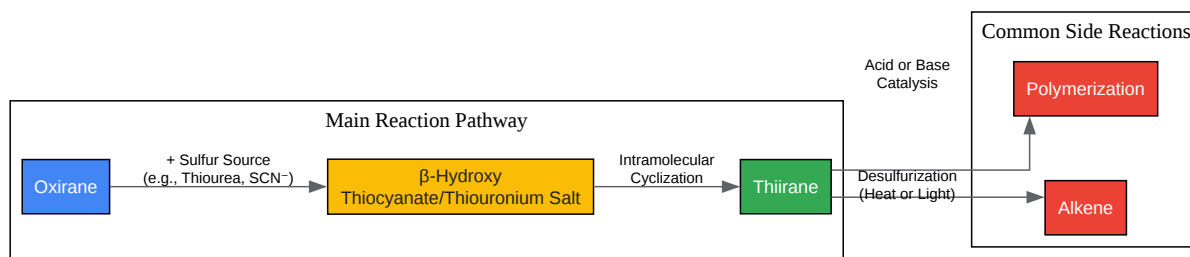 Common Side Reactions
Acid or Base
Catalysis
Polymerization
Main Reaction Pathway
Oxirane
+ Sulfur Source
(e.g., Thiourea, SCN⁻)
β-Hydroxy
Thiocyanate/Thiouronium Salt
Intramolecular
Cyclization
Thiirane
Desulfurization
(Heat or Light)
Alkene